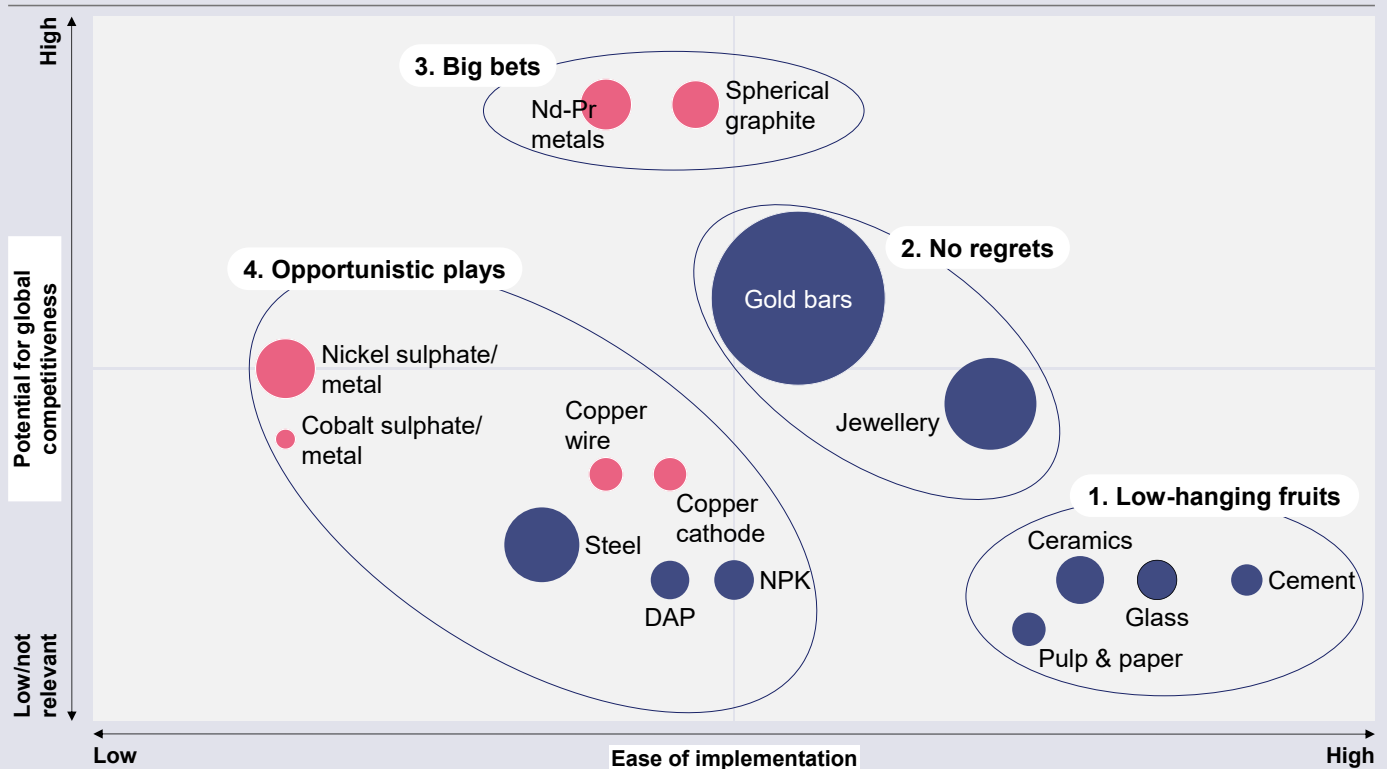 High
3. Big bets
Nd-Pr
metals
Spherical
graphite
2. No regrets
Gold bars
4. Opportunistic plays
Potential for global
competitiveness
Nickel sulphate/
metal
Cobalt sulphate/
metal
Copper
wire
Jewellery
Copper
cathode
1. Low-hanging fruits
Steel
Ceramics
DAP
NPK
Glass
Cement
Pulp & paper
Low/not
relevant
Low
Ease of implementation
High